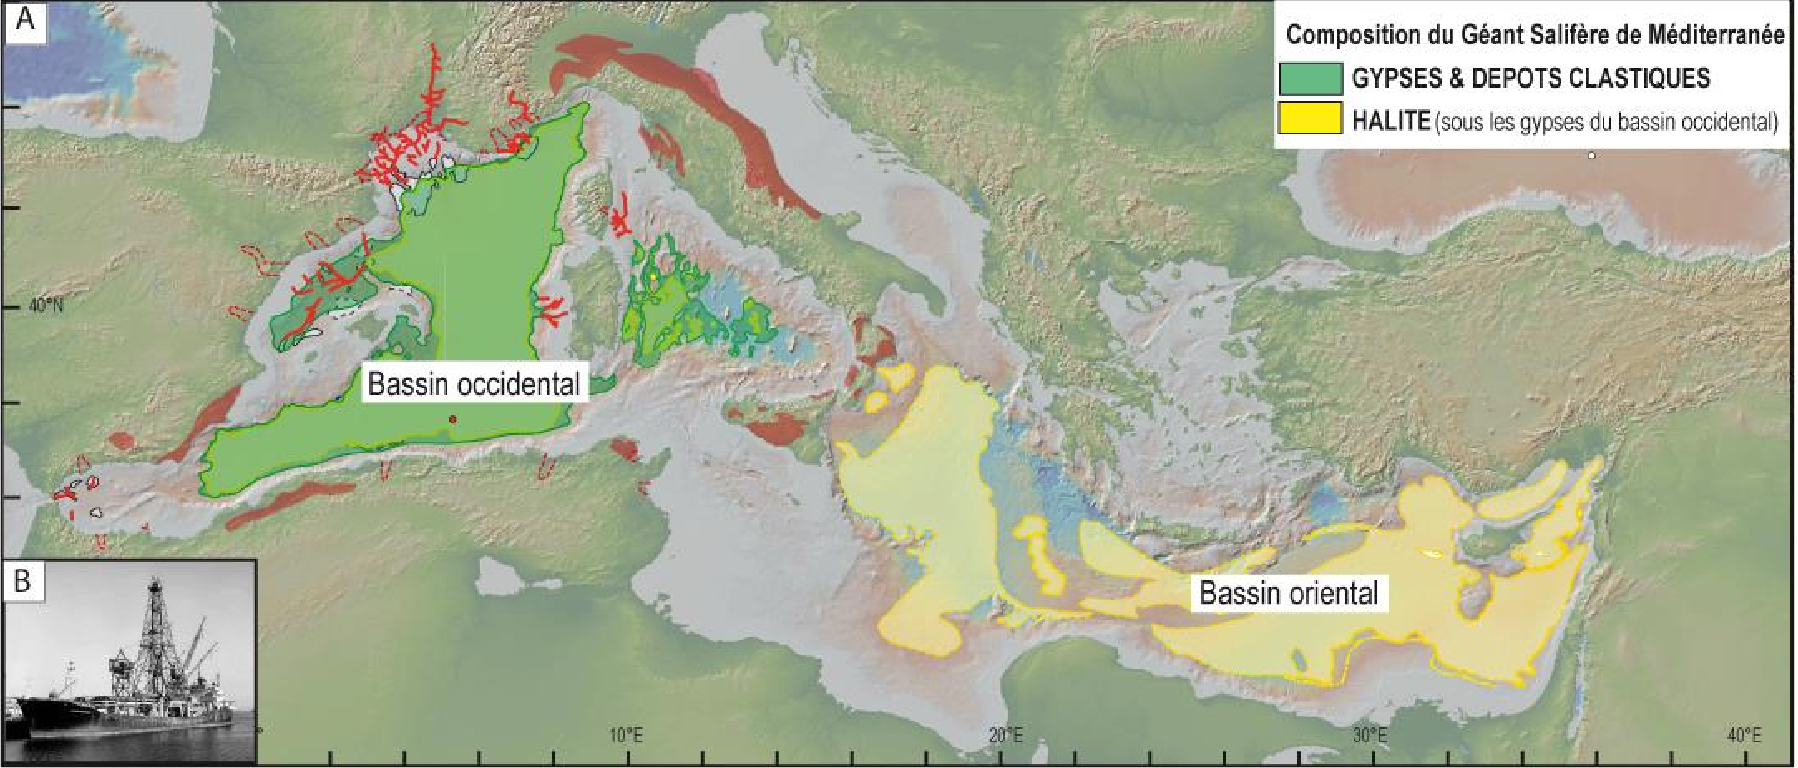 A
Composition du Géant Salifère de Méditerranée
GYPSES & DEPOTS CLASTIQUES
HALITE (sous les gypses du bassin occidental)
40°N
Bassin occidental
Bassin oriental
B
10°E
20°E
30°E
40°E